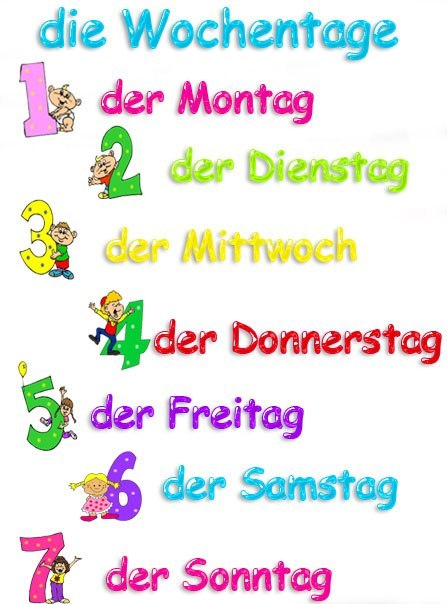 die Wochentage
1 der Montag
2 der Dienstag
3 der Mittwoch
4 der Donnerstag
5 der Freitag
6 der Samstag
7 der Sonntag